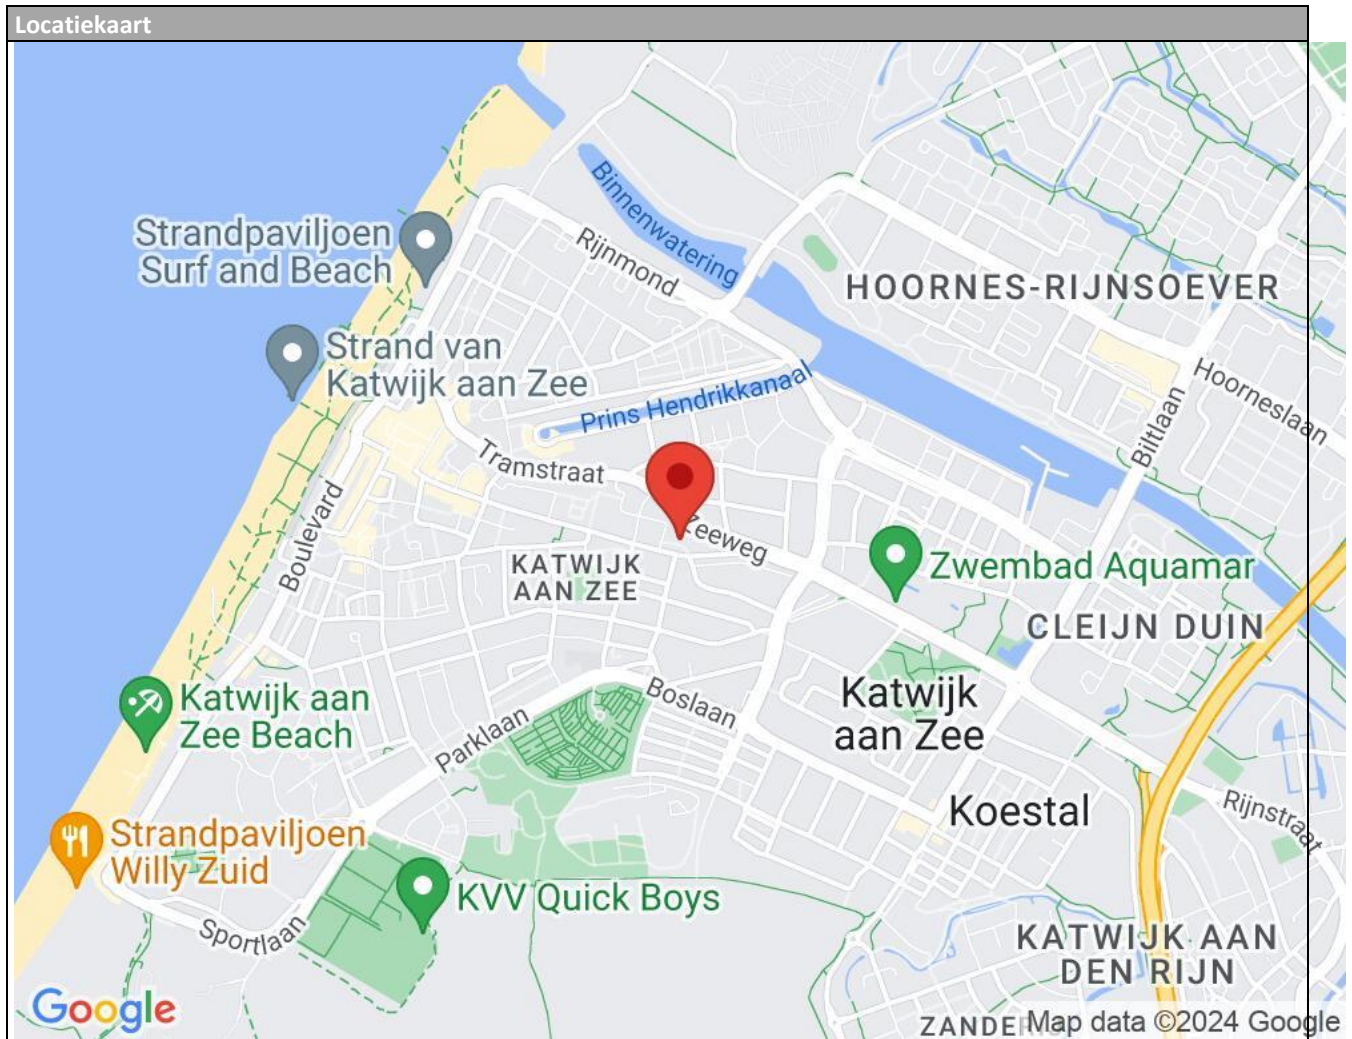 Locatiekaart
Binnenwatering
Strandpaviljoen
Surf and Beach
Rijnmond
HOORNES-RIJNSOEVER
Strand van
Katwijk aan Zee
Prins Hendrikkanaal
Hoorneslaan
Biltlaan
Tramstraat
Zeeweg
Boulevard
KATWIJK
AAN ZEE
Zwembad Aquamar
CLEIJN DUIN
Katwijk aan
Zee Beach
Boslaan
Parklaan
Katwijk
aan Zee
Koestal
Rijnstraat
Strandpaviljoen
Willy Zuid
KVV Quick Boys
Sportlaan
KATWIJK AAN
DEN RIJN
Google
Map data ©2024 Google